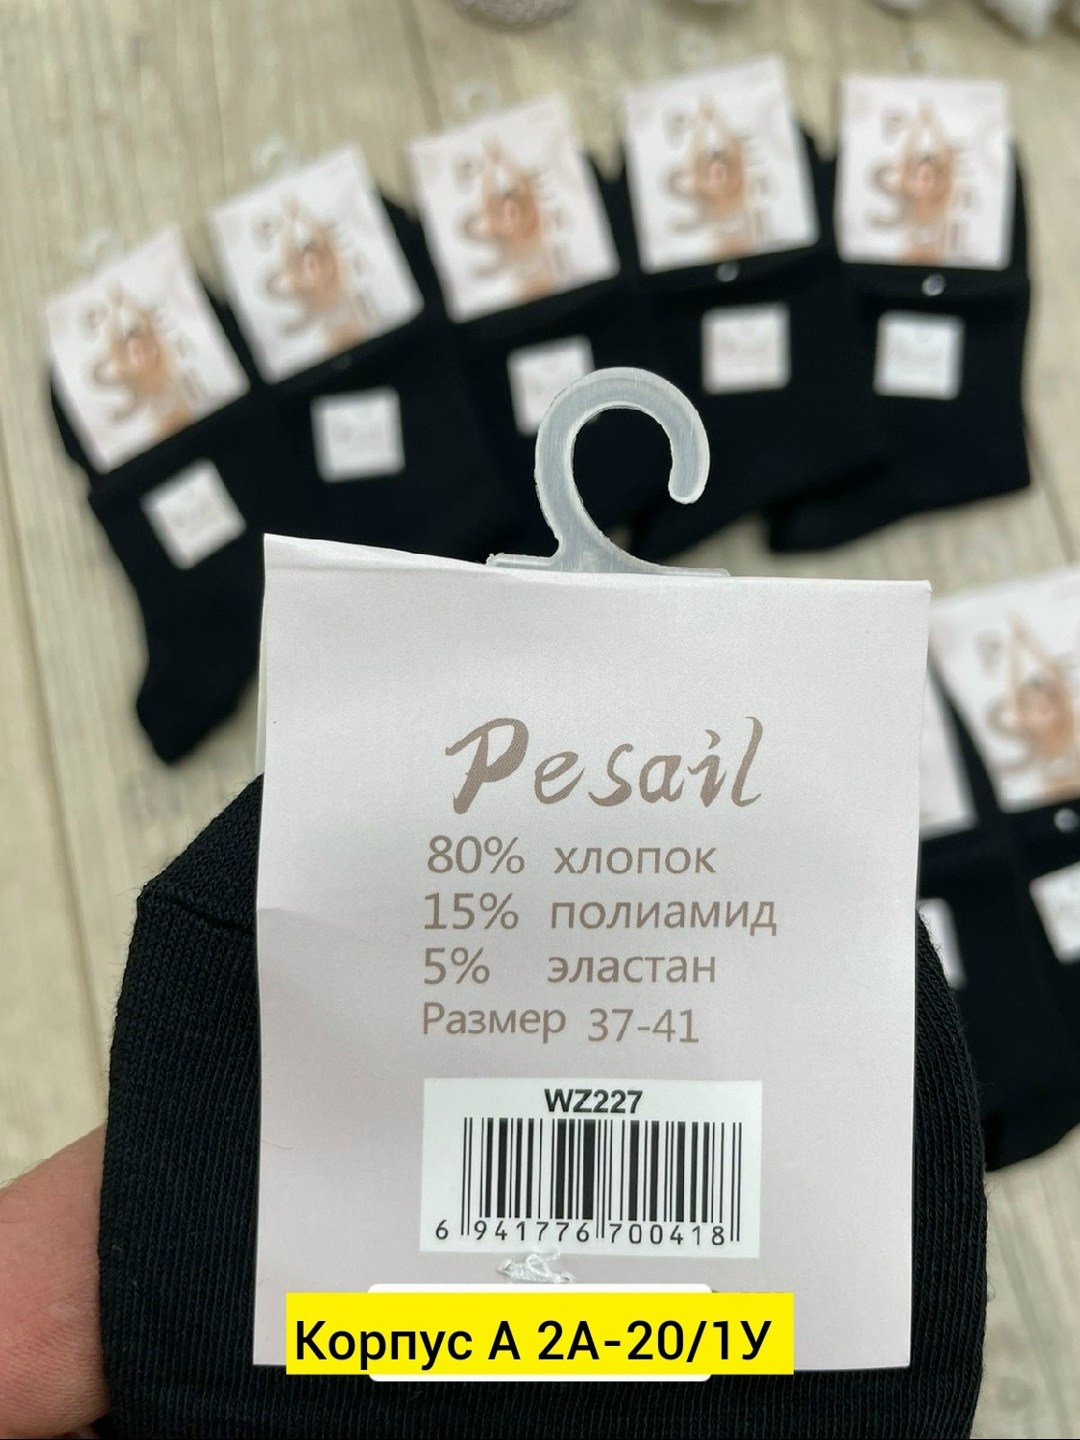 Pesail
80% хлопок
15% полиамид
5% эластан
Размер 37-41
WZ227
6 941776 700418
Корпус А 2А-20/1У